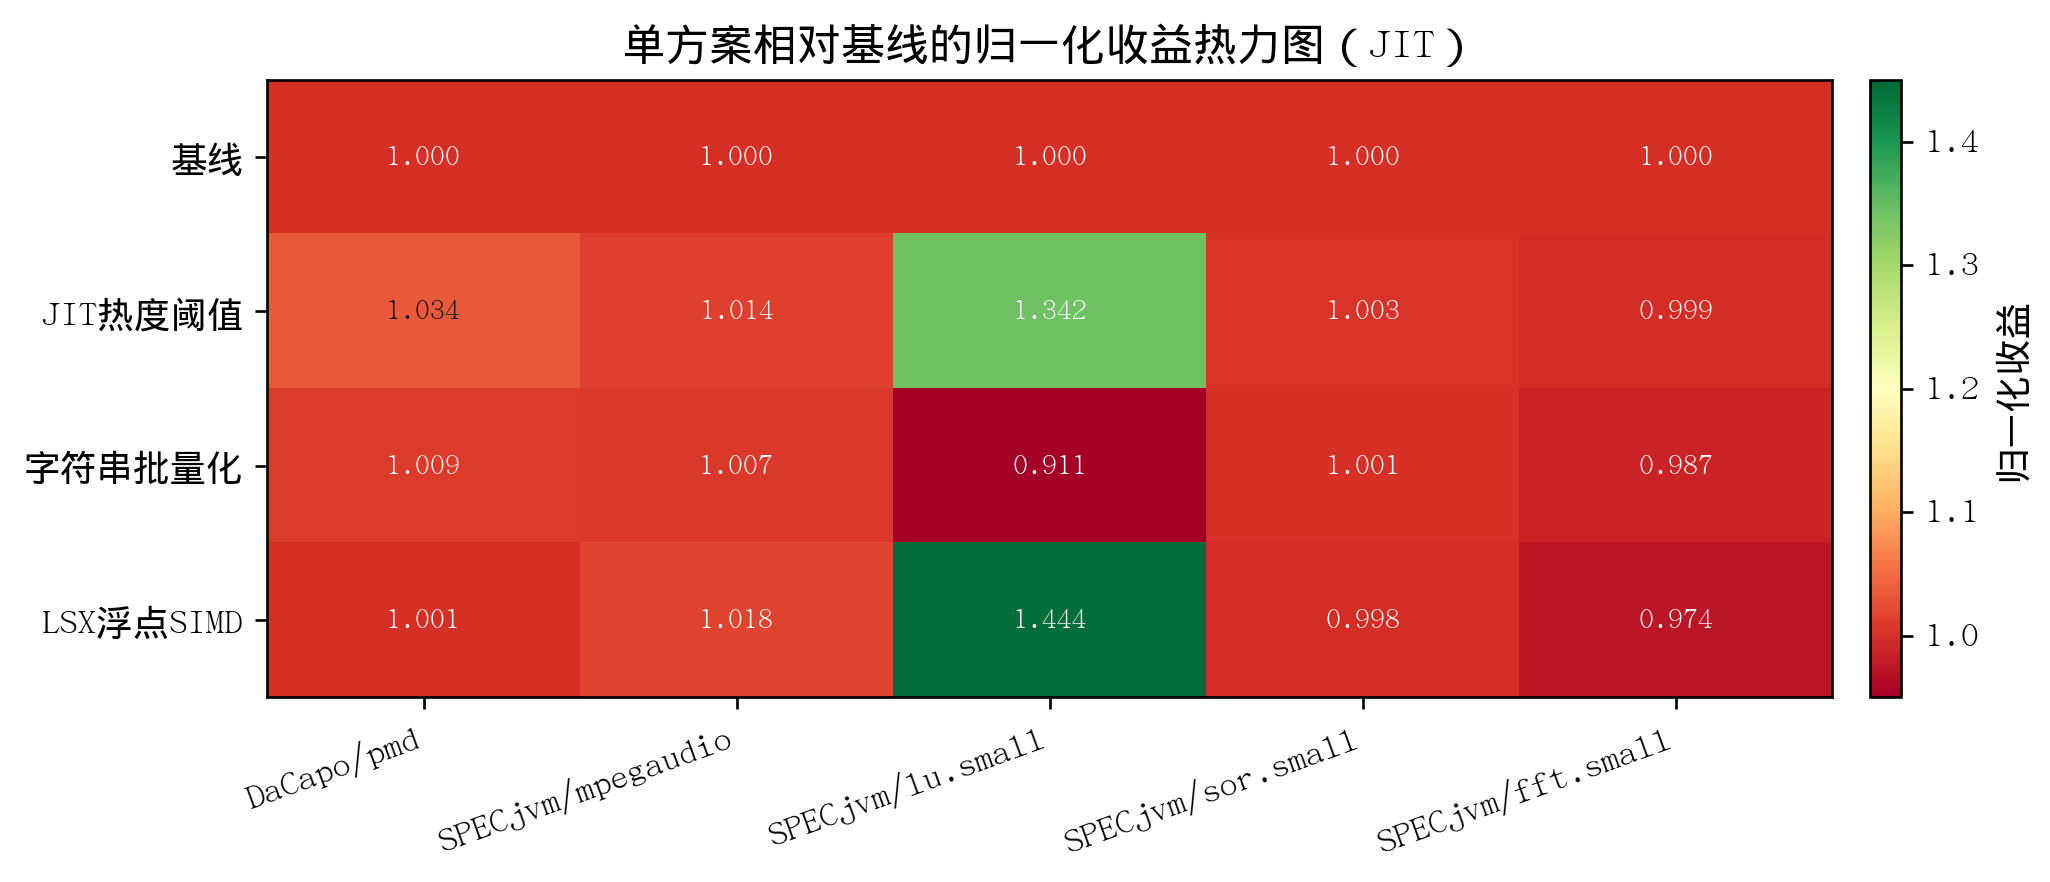 单方案相对基线的归一化收益热力图（JIT）
基线 1.000 1.000 1.000 1.000 1.000
JIT热度阈值 1.034 1.014 1.342 1.003 0.999
字符串批量化 1.009 1.007 0.911 1.001 0.987
LSX浮点SIMD 1.001 1.018 1.444 0.998 0.974
DaCapo/pmd
SPECjvm/mpegaudio
SPECjvm/lu.small
SPECjvm/sor.small
SPECjvm/fft.small
1.4
1.3
1.2
1.1
1.0
归一化收益